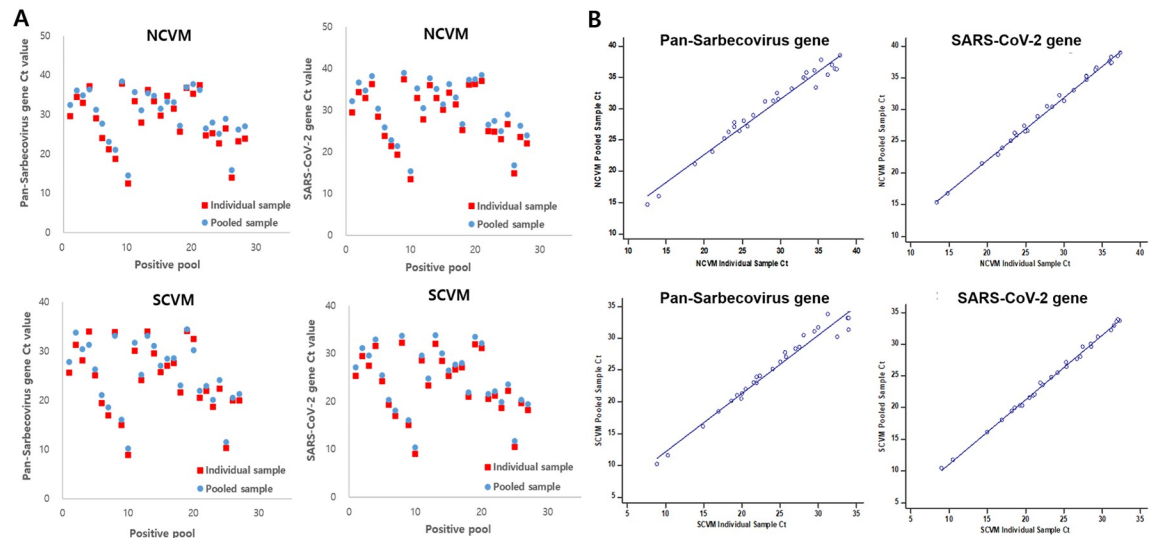 A
NCVM
Pan-Sarbecovirus gene Ct value
50
40
30
20
10
0
0
10
20
30
Individual sample
Pooled sample
Positive pool
NCVM
SARS-CoV-2 gene Ct value
50
40
30
20
10
0
0
10
20
30
Individual sample
Pooled sample
Positive pool
SCVM
Pan-Sarbecovirus gene Ct value
40
30
20
10
0
0
10
20
30
Individual sample
Pooled sample
Positive pool
SCVM
SARS-CoV-2 gene Ct value
40
30
20
10
0
0
10
20
30
Individual sample
Pooled sample
Positive pool
B
Pan-Sarbecovirus gene
NCVM Pooled Sample Ct
40
35
30
25
20
15
10
10
15
20
25
30
35
40
NCVM Individual Sample Ct
SARS-CoV-2 gene
NCVM Pooled Sample Ct
40
35
30
25
20
15
10
10
15
20
25
30
35
40
NCVM Individual Sample Ct
Pan-Sarbecovirus gene
SCVM Pooled Sample Ct
35
30
25
20
15
10
5
5
10
15
20
25
30
35
SCVM Individual Sample Ct
SARS-CoV-2 gene
SCVM Pooled Sample Ct
35
30
25
20
15
10
5
5
10
15
20
25
30
35
SCVM Individual Sample Ct